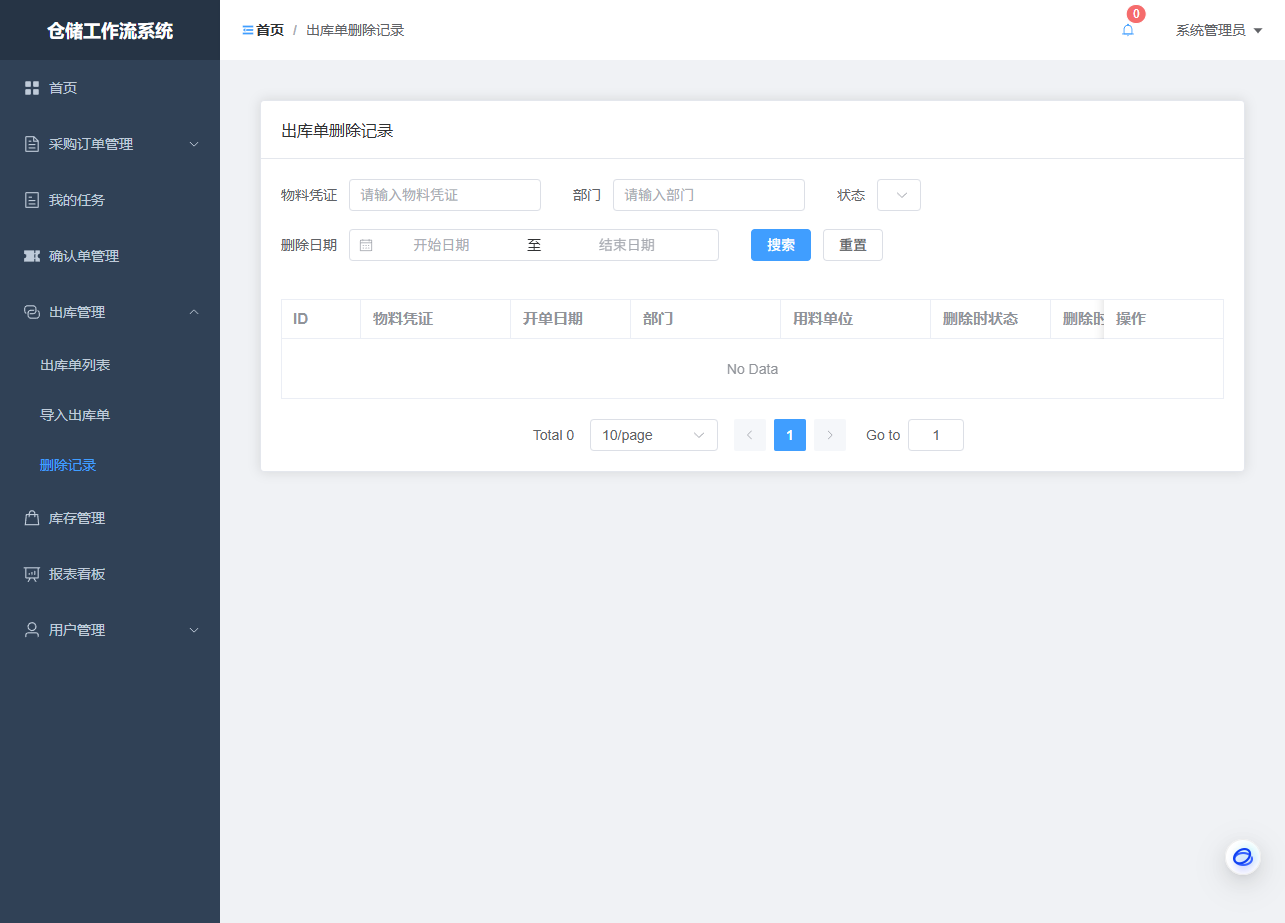 仓储工作流系统
首页
采购订单管理
我的任务
确认单管理
出库管理
出库单列表
导入出库单
删除记录
库存管理
报表看板
用户管理
首页 / 出库单删除记录
0
系统管理员
出库单删除记录
物料凭证 请输入物料凭证 部门 请输入部门 状态
删除日期 开始日期 至 结束日期 搜索 重置
ID 物料凭证 开单日期 部门 用料单位 删除时状态 删除时 操作
No Data
Total 0 10/page 1 Go to 1